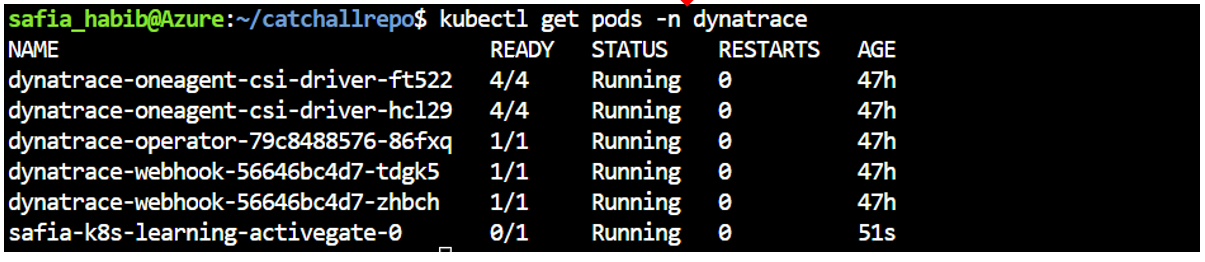 safia_habib@Azure:~/catchallrepo$ kubectl get pods -n dynatrace
NAME READY STATUS RESTARTS AGE
dynatrace-oneagent-csi-driver-ft522 4/4 Running 0 47h
dynatrace-oneagent-csi-driver-hcl29 4/4 Running 0 47h
dynatrace-operator-79c8488576-86fxq 1/1 Running 0 47h
dynatrace-webhook-56646bc4d7-tdgk5 1/1 Running 0 47h
dynatrace-webhook-56646bc4d7-zhbch 1/1 Running 0 47h
safia-k8s-learning-activegate-0 0/1 Running 0 51s